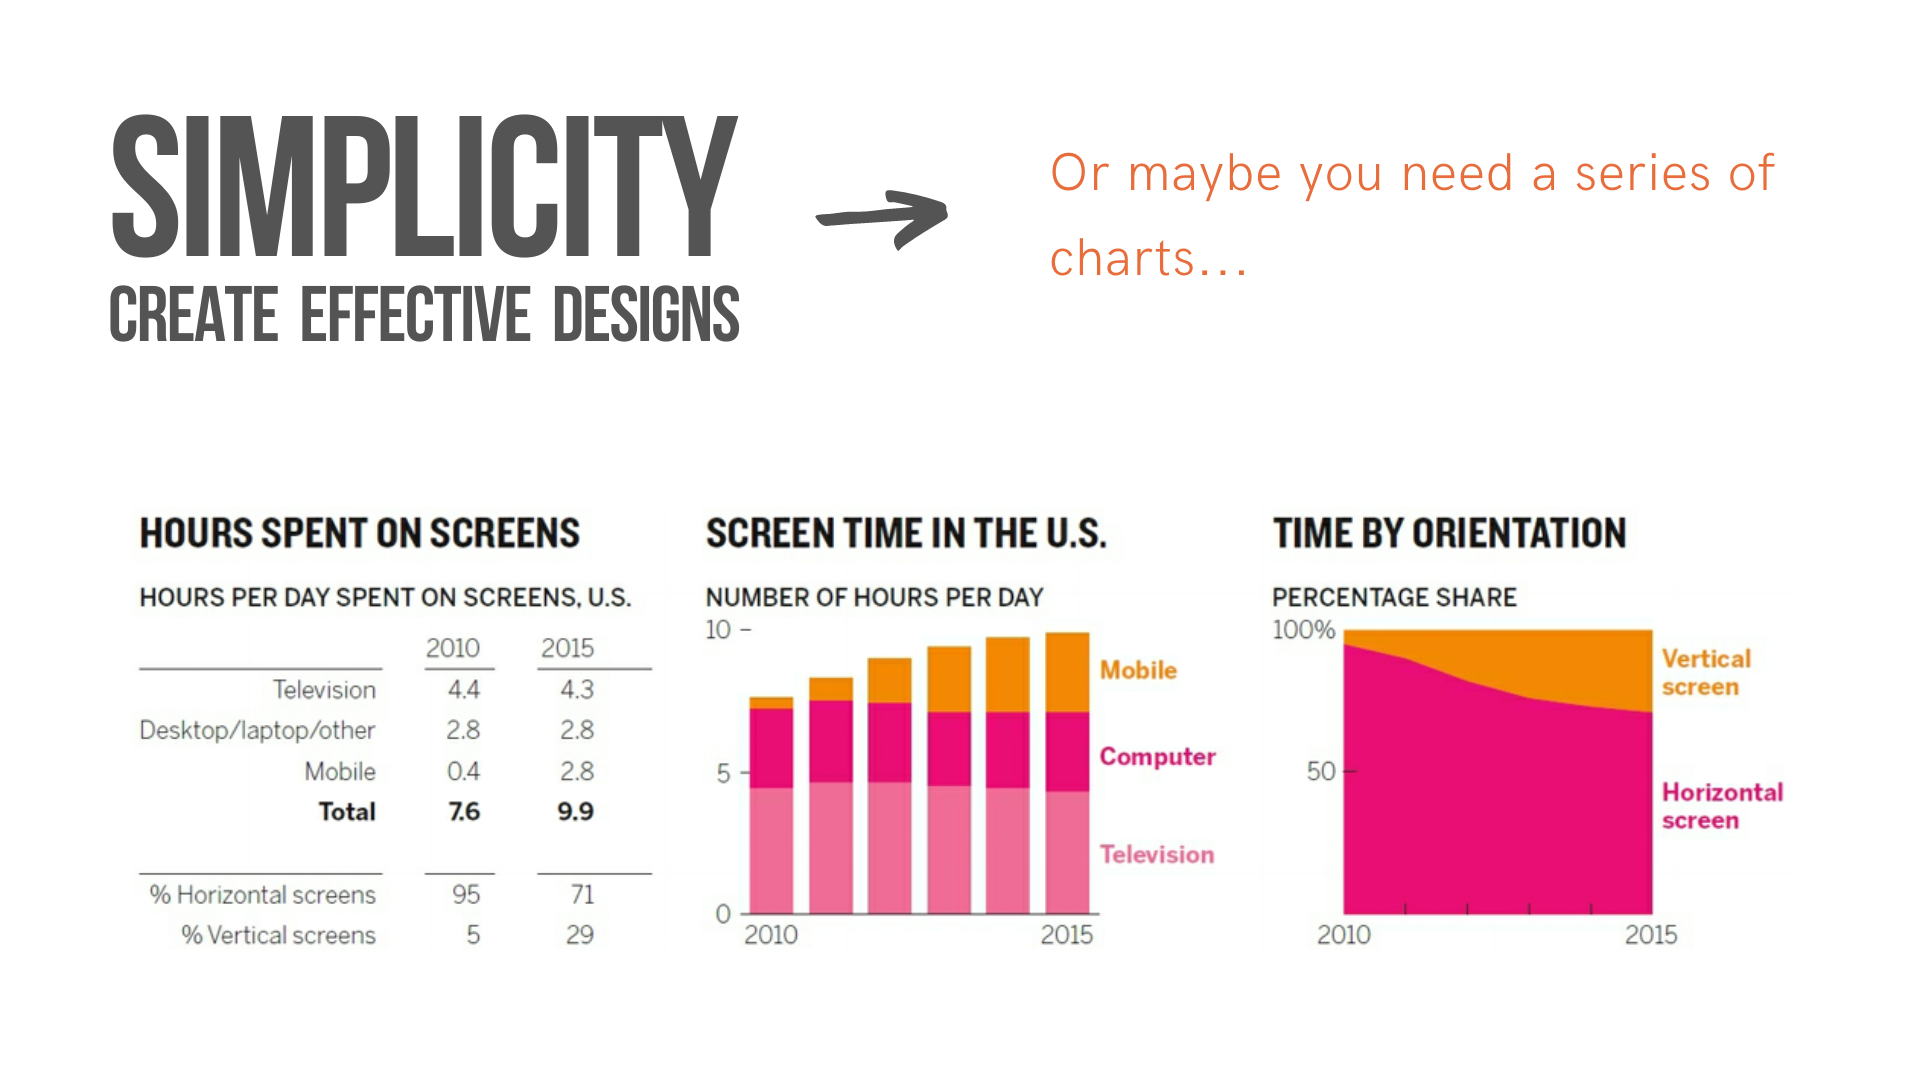 SIMPLICITY
CREATE EFFECTIVE DESIGNS
Or maybe you need a series of
charts...
HOURS SPENT ON SCREENS
HOURS PER DAY SPENT ON SCREENS, U.S.
2010 2015
Television 4.4 4.3
Desktop/laptop/other 2.8 2.8
Mobile 0.4 2.8
Total 7.6 9.9
% Horizontal screens 95 71
% Vertical screens 5 29
SCREEN TIME IN THE U.S.
NUMBER OF HOURS PER DAY
10
Mobile
5
Computer
Television
0
2010 2015
TIME BY ORIENTATION
PERCENTAGE SHARE
100%
Vertical
screen
50
Horizontal
screen
2010 2015